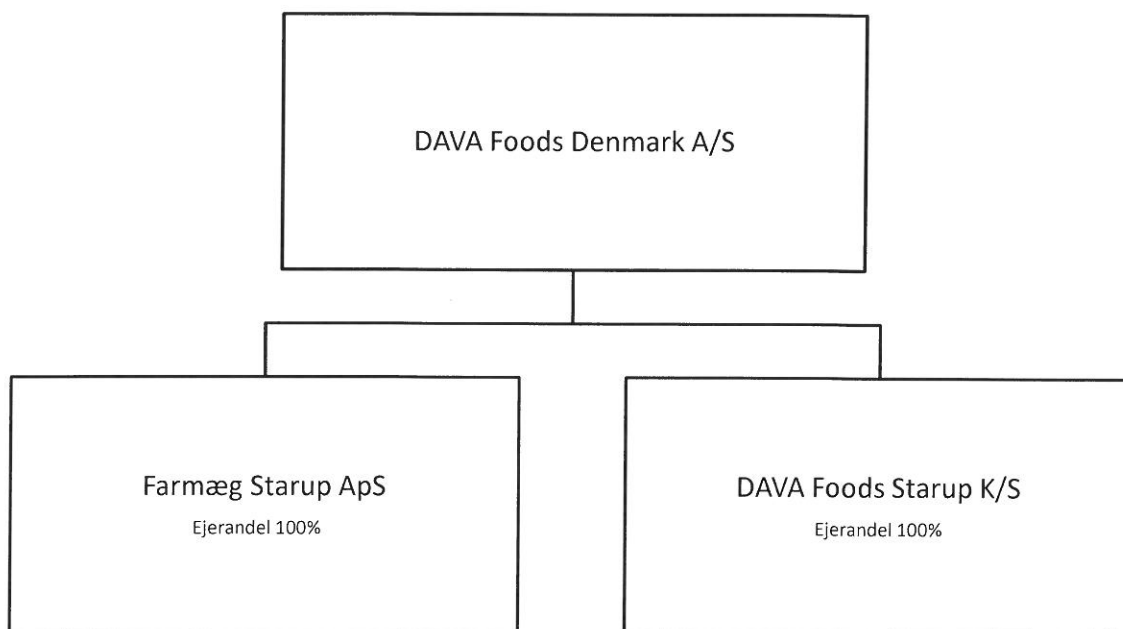 DAVA Foods Denmark A/S
Farmæg Starup ApS
Ejerandel 100%
DAVA Foods Starup K/S
Ejerandel 100%